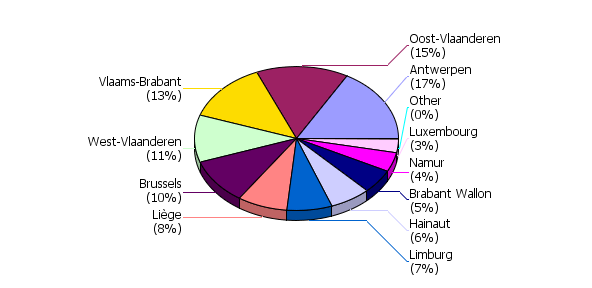 Oost-Vlaanderen
(15%)
Antwerpen
(17%)
Other
(0%)
Luxembourg
(3%)
Namur
(4%)
Brabant Wallon
(5%)
Hainaut
(6%)
Limburg
(7%)
Vlaams-Brabant
(13%)
West-Vlaanderen
(11%)
Brussels
(10%)
Liège
(8%)